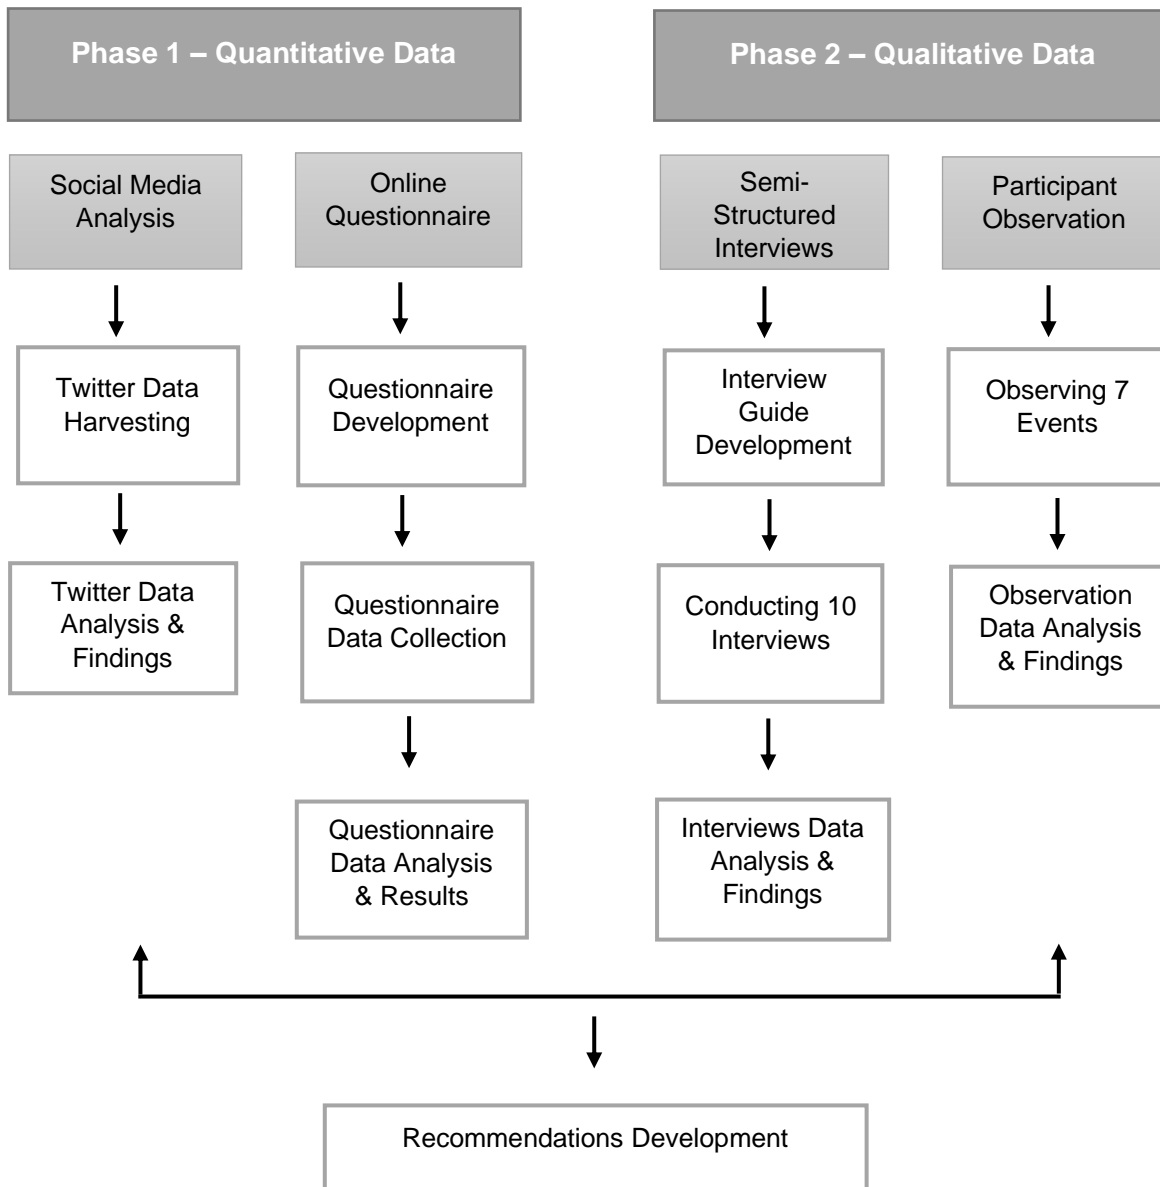 Phase 1 – Quantitative Data
Phase 2 – Qualitative Data
Social Media
Analysis
Online
Questionnaire
Semi-
Structured
Interviews
Participant
Observation
Twitter Data
Harvesting
Questionnaire
Development
Interview
Guide
Development
Observing 7
Events
Twitter Data
Analysis &
Findings
Questionnaire
Data Collection
Conducting 10
Interviews
Observation
Data Analysis
& Findings
Questionnaire
Data Analysis
& Results
Interviews Data
Analysis &
Findings
Recommendations Development